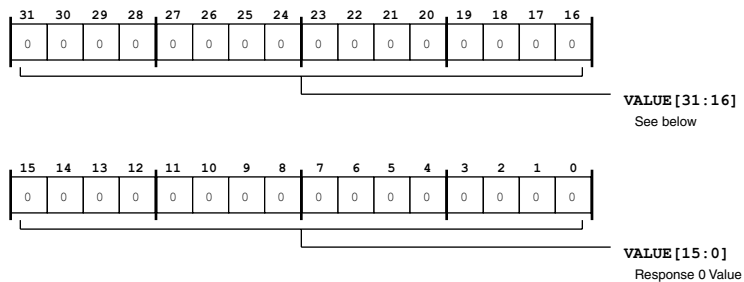 31 30 29 28 27 26 25 24 23 22 21 20 19 18 17 16
0 0 0 0 0 0 0 0 0 0 0 0 0 0 0 0
VALUE[31:16]
See below
15 14 13 12 11 10 9 8 7 6 5 4 3 2 1 0
0 0 0 0 0 0 0 0 0 0 0 0 0 0 0 0
VALUE[15:0]
Response 0 Value